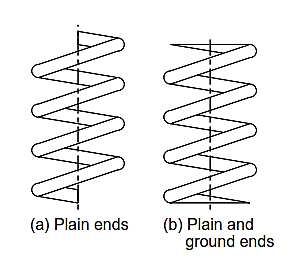 (a) Plain ends
(b) Plain and
ground ends